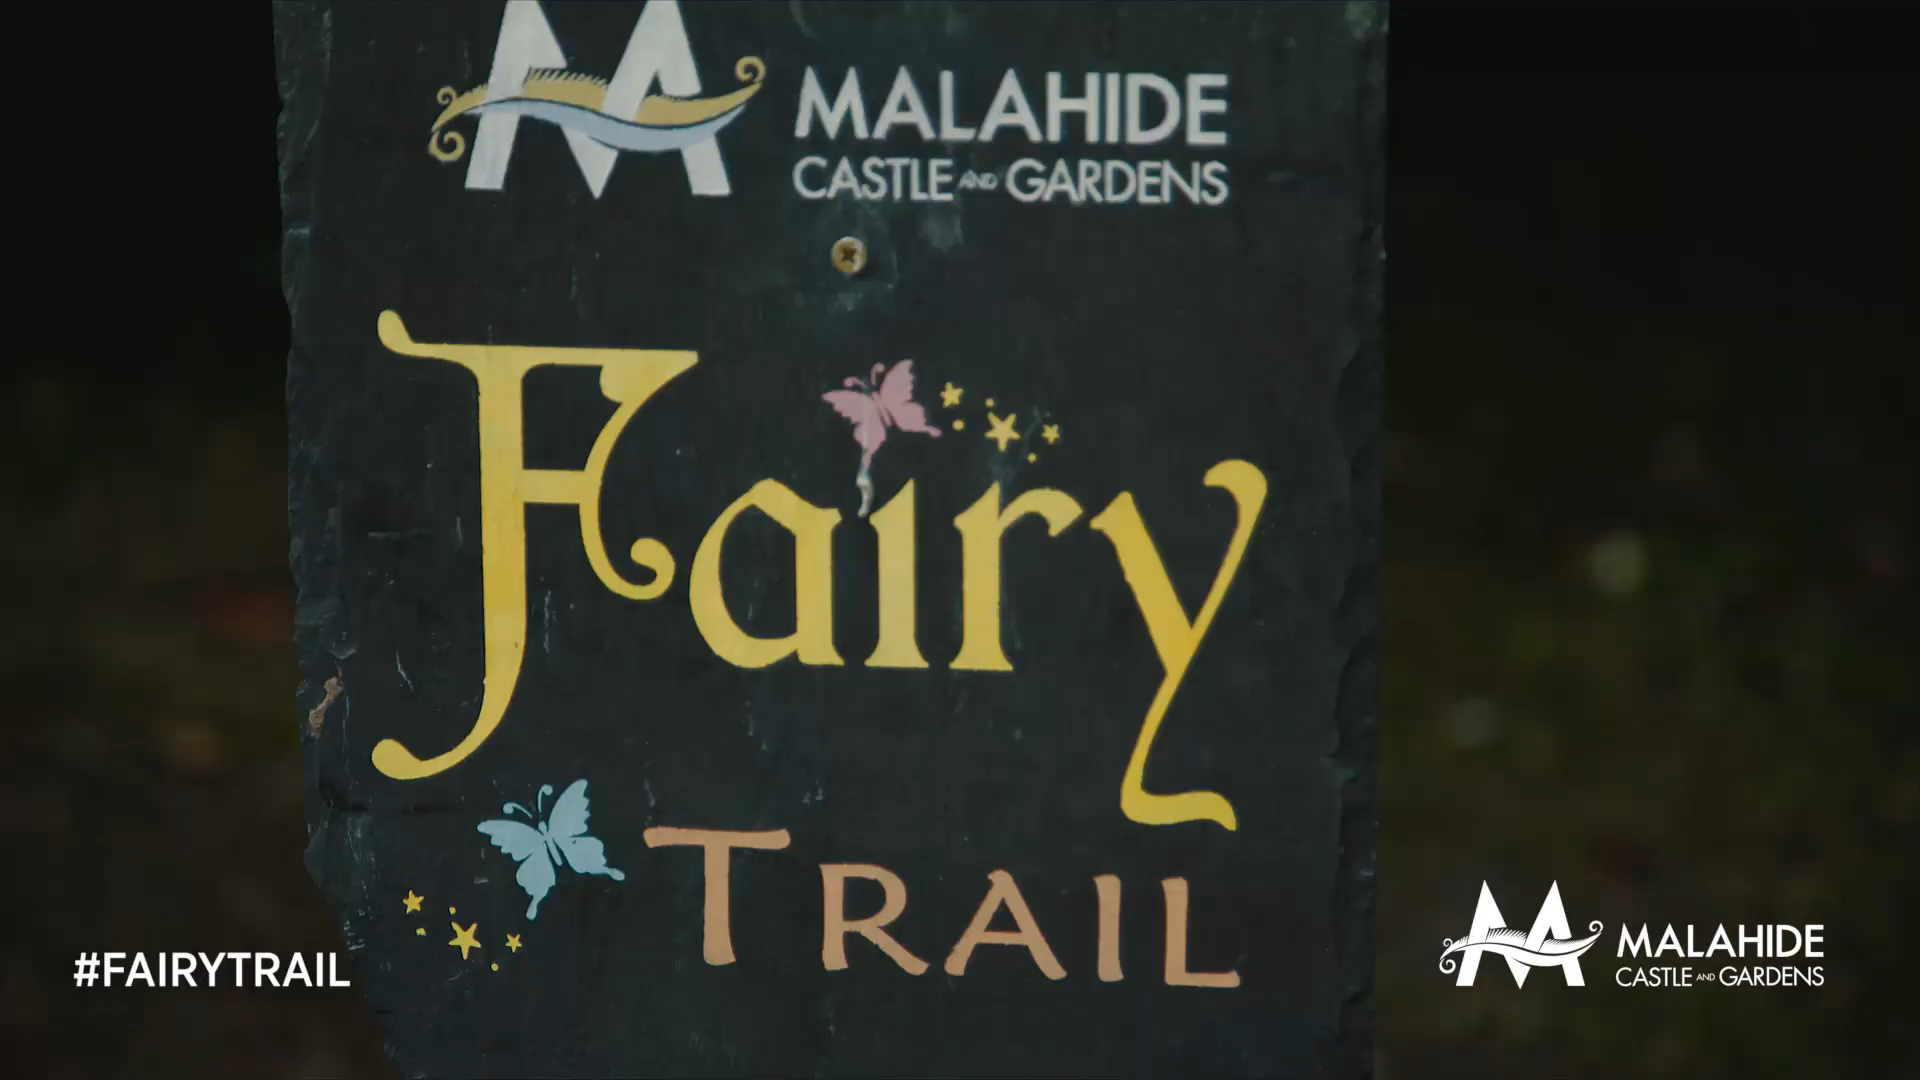 MALAHIDE
CASTLE AND GARDENS
Fairy
TRAIL
#FAIRYTRAIL
MALAHIDE
CASTLE AND GARDENS